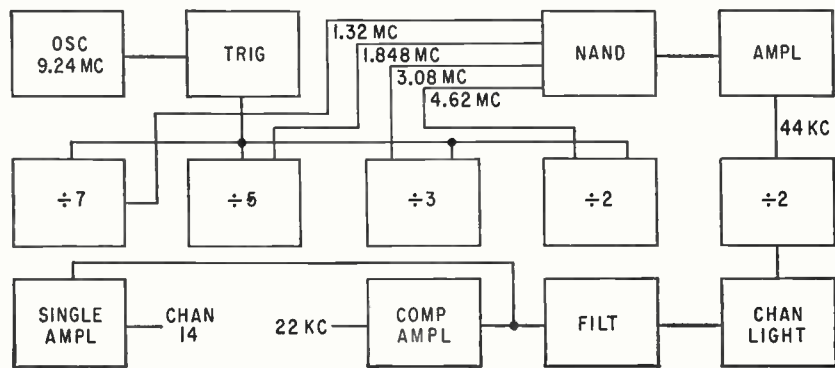 OSC
9.24 MC
TRIG
1.32 MC
1.848 MC
3.08 MC
4.62 MC
NAND
AMPL
44 KC
÷7
÷5
÷3
÷2
÷2
SINGLE
AMPL
CHAN
14
22 KC
COMP
AMPL
FILT
CHAN
LIGHT